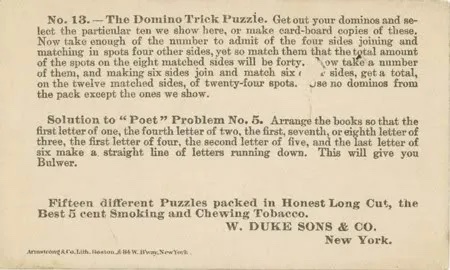 No. 13.—The Domino Trick Puzzle. Get out your dominos and se-
lect the particular ten we show here, or make card-board copies of these.
Now take enough of the number to admit of the four sides joining and
matching in spots four other sides, yet so match them that the total amount
of the spots on the eight matched sides will be forty. Now take a number
of them, and making six sides join and match six sides, get a total,
on the twelve matched sides, of twenty-four spots. Use no dominos from
the pack except the ones we show.
Solution to "Poet" Problem No. 5. Arrange the books so that the
first letter of one, the fourth letter of two, the first, seventh, or eighth letter of
three, the first letter of four, the second letter of five, and the last letter of
six make a straight line of letters running down. This will give you
Bulwer.
Fifteen different Puzzles packed in Honest Long Cut, the
Best 5 cent Smoking and Chewing Tobacco.
W. DUKE SONS & CO.
New York.
Armstrong & Co. Lith. Boston, & 84 W. B'way, New York.